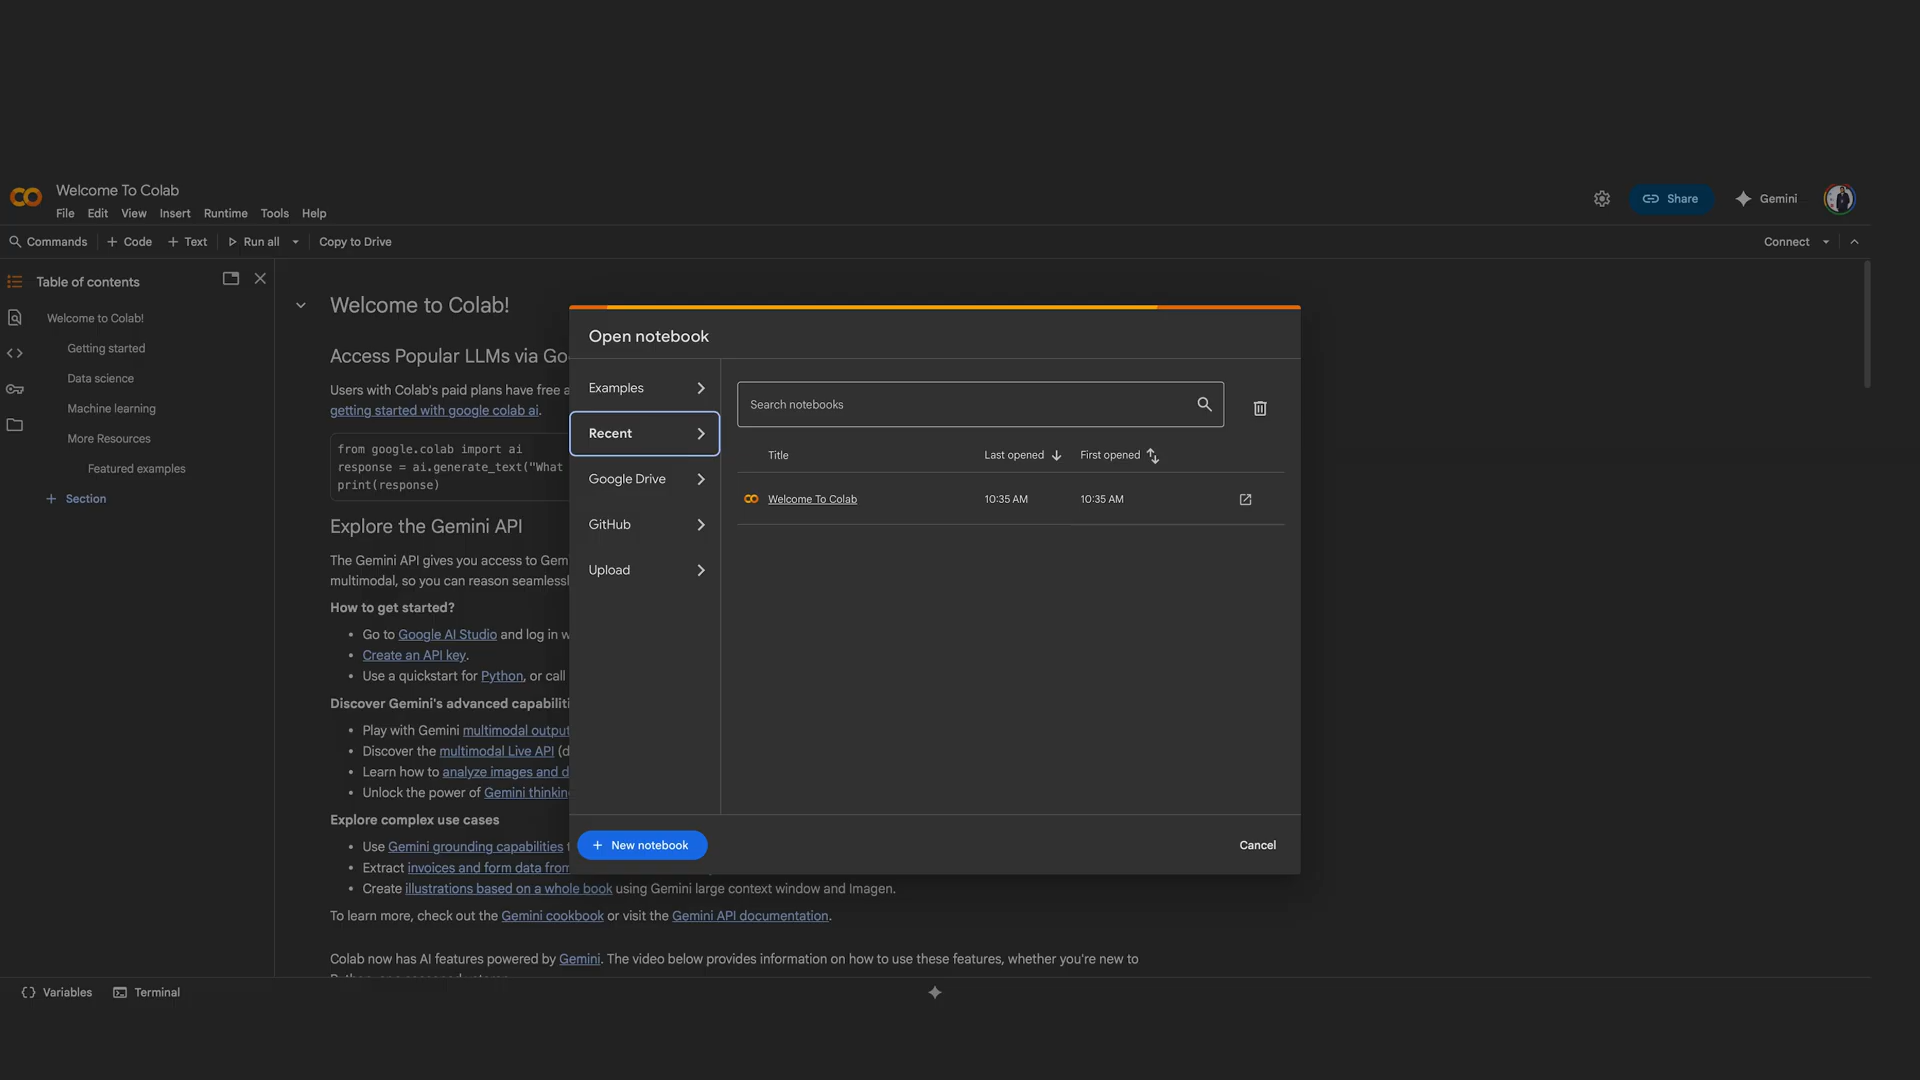 Welcome To Colab
File Edit View Insert Runtime Tools Help
Share
Gemini
Commands + Code + Text Run all Copy to Drive
Connect
Table of contents
Welcome to Colab!
Getting started
Data science
Machine learning
More Resources
Featured examples
+ Section
Welcome to Colab!
Access Popular LLMs via Go
Users with Colab's paid plans have free a
getting started with google colab ai.
from google.colab import ai
response = ai.generate_text("What
print(response)
Explore the Gemini API
The Gemini API gives you access to Gem
multimodal, so you can reason seamlessl
How to get started?
• Go to Google AI Studio and log in w
• Create an API key.
• Use a quickstart for Python, or call
Discover Gemini's advanced capabiliti
• Play with Gemini multimodal output
• Discover the multimodal Live API (d
• Learn how to analyze images and d
• Unlock the power of Gemini thinkin
Explore complex use cases
• Use Gemini grounding capabilities t
• Extract invoices and form data from
• Create illustrations based on a whole book using Gemini large context window and Imagen.
To learn more, check out the Gemini cookbook or visit the Gemini API documentation.
Colab now has AI features powered by Gemini. The video below provides information on how to use these features, whether you're new to
Open notebook
Examples
Recent
Google Drive
GitHub
Upload
Search notebooks
Title Last opened First opened
Welcome To Colab 10:35 AM 10:35 AM
+ New notebook
Cancel
Variables Terminal